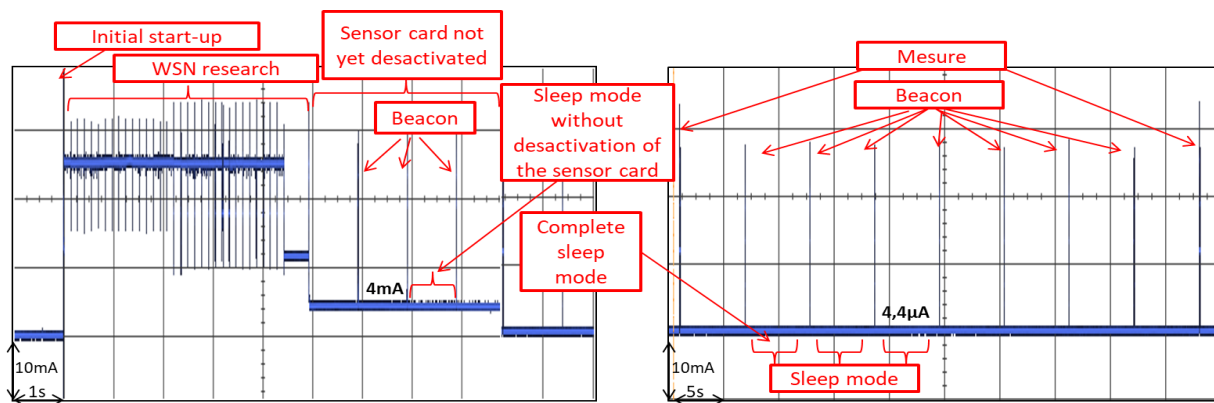 Initial start-up
WSN research
Sensor card not
yet desactivated
Beacon
Sleep mode
without
desactivation of
the sensor card
4mA
10mA
1s
Complete
sleep
mode
Mesure
Beacon
4,4µA
Sleep mode
10mA
5s